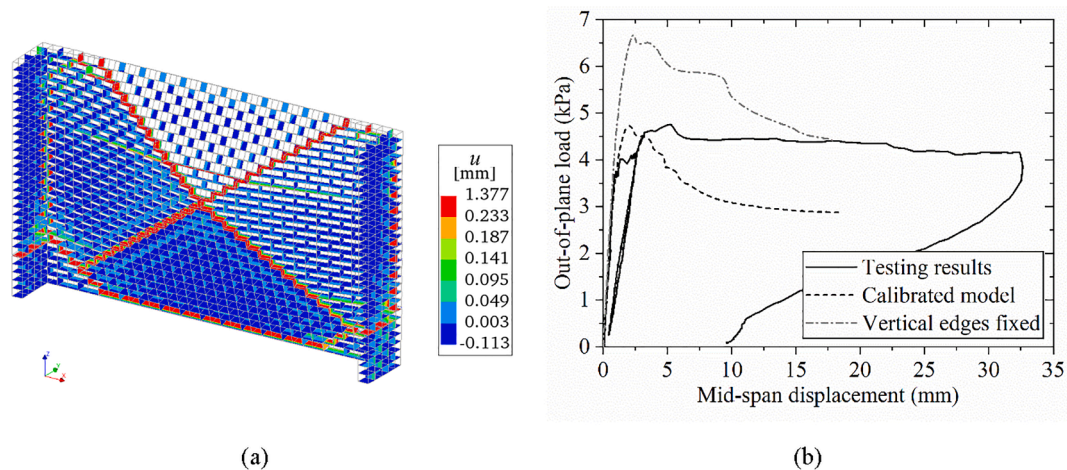 u
[mm]
1.377
0.233
0.187
0.141
0.095
0.049
0.003
-0.113
z
y
x
(a)
Out-of-plane load (kPa)
7
6
5
4
3
2
1
0
Testing results
Calibrated model
Vertical edges fixed
0 5 10 15 20 25 30 35
Mid-span displacement (mm)
(b)